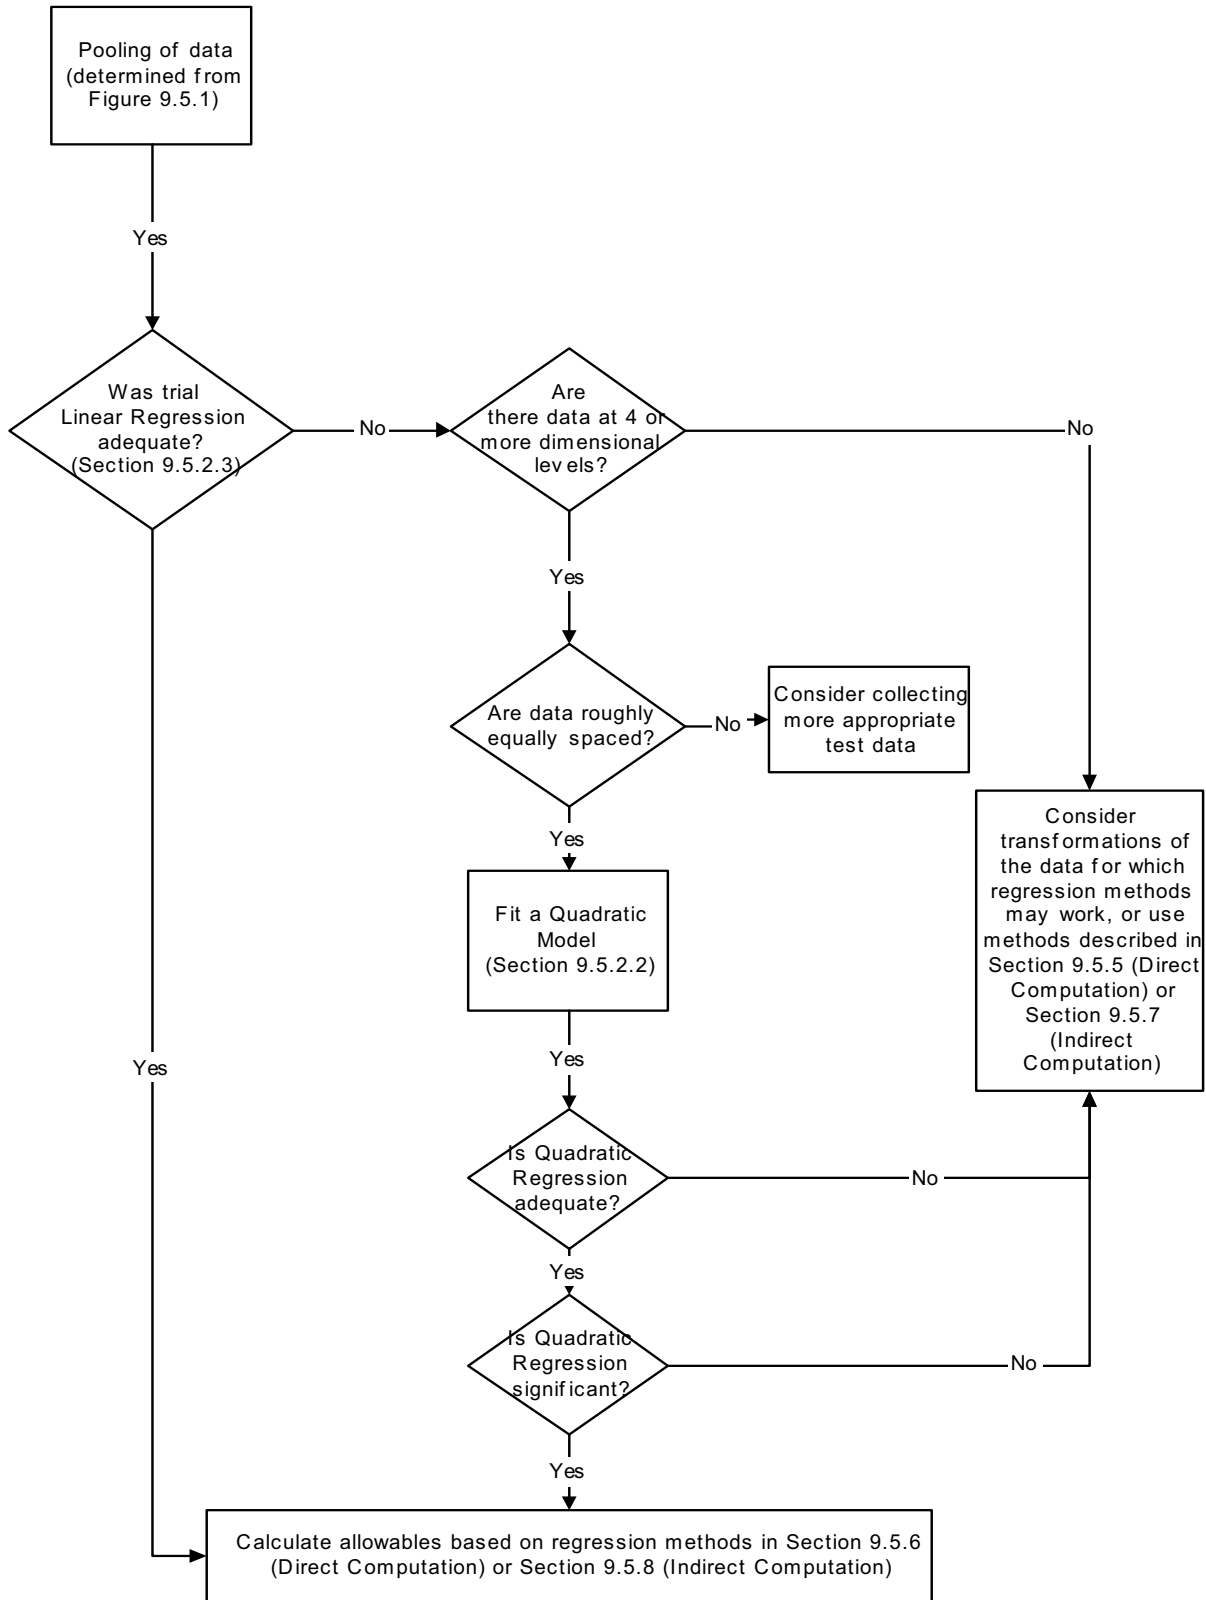 Pooling of data
(determined from
Figure 9.5.1)
Yes
Was trial
Linear Regression
adequate?
(Section 9.5.2.3)
No
Are
there data at 4 or
more dimensional
levels?
No
Yes
Are data roughly
equally spaced?
No
Consider collecting
more appropriate
test data
Yes
Consider
transformations of
the data for which
regression methods
may work, or use
methods described in
Section 9.5.5 (Direct
Computation) or
Section 9.5.7
(Indirect
Computation)
Fit a Quadratic
Model
(Section 9.5.2.2)
Yes
Yes
Is Quadratic
Regression
adequate?
No
Yes
Is Quadratic
Regression
significant?
No
Yes
Calculate allowables based on regression methods in Section 9.5.6
(Direct Computation) or Section 9.5.8 (Indirect Computation)